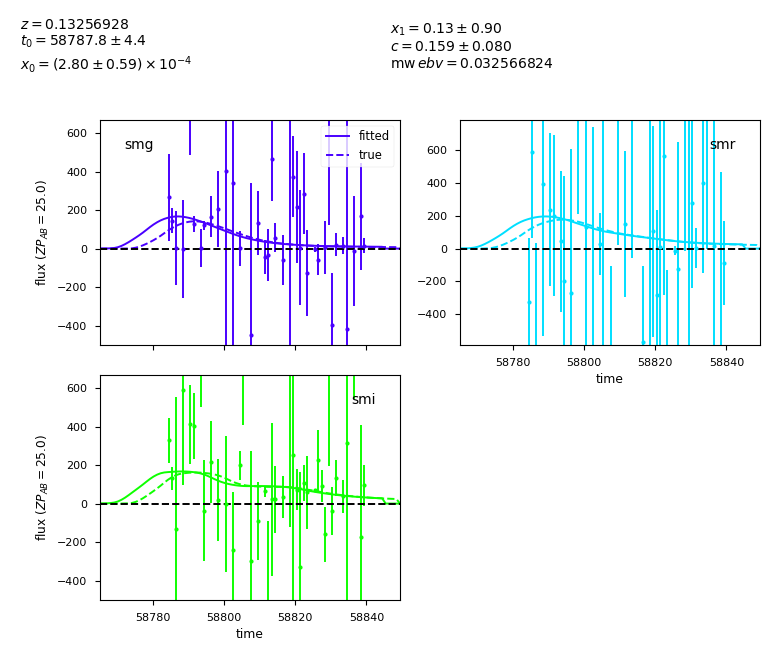 z = 0.13256928
t₀ = 58787.8 ± 4.4
x₀ = (2.80 ± 0.59) × 10⁻⁴
x₁ = 0.13 ± 0.90
c = 0.159 ± 0.080
mw ebv = 0.032566824
smg
fitted
true
600
400
200
0
−200
−400
flux (ZP_AB = 25.0)
smr
600
400
200
0
−200
−400
58780 58800 58820 58840
time
smi
600
400
200
0
−200
−400
flux (ZP_AB = 25.0)
58780 58800 58820 58840
time